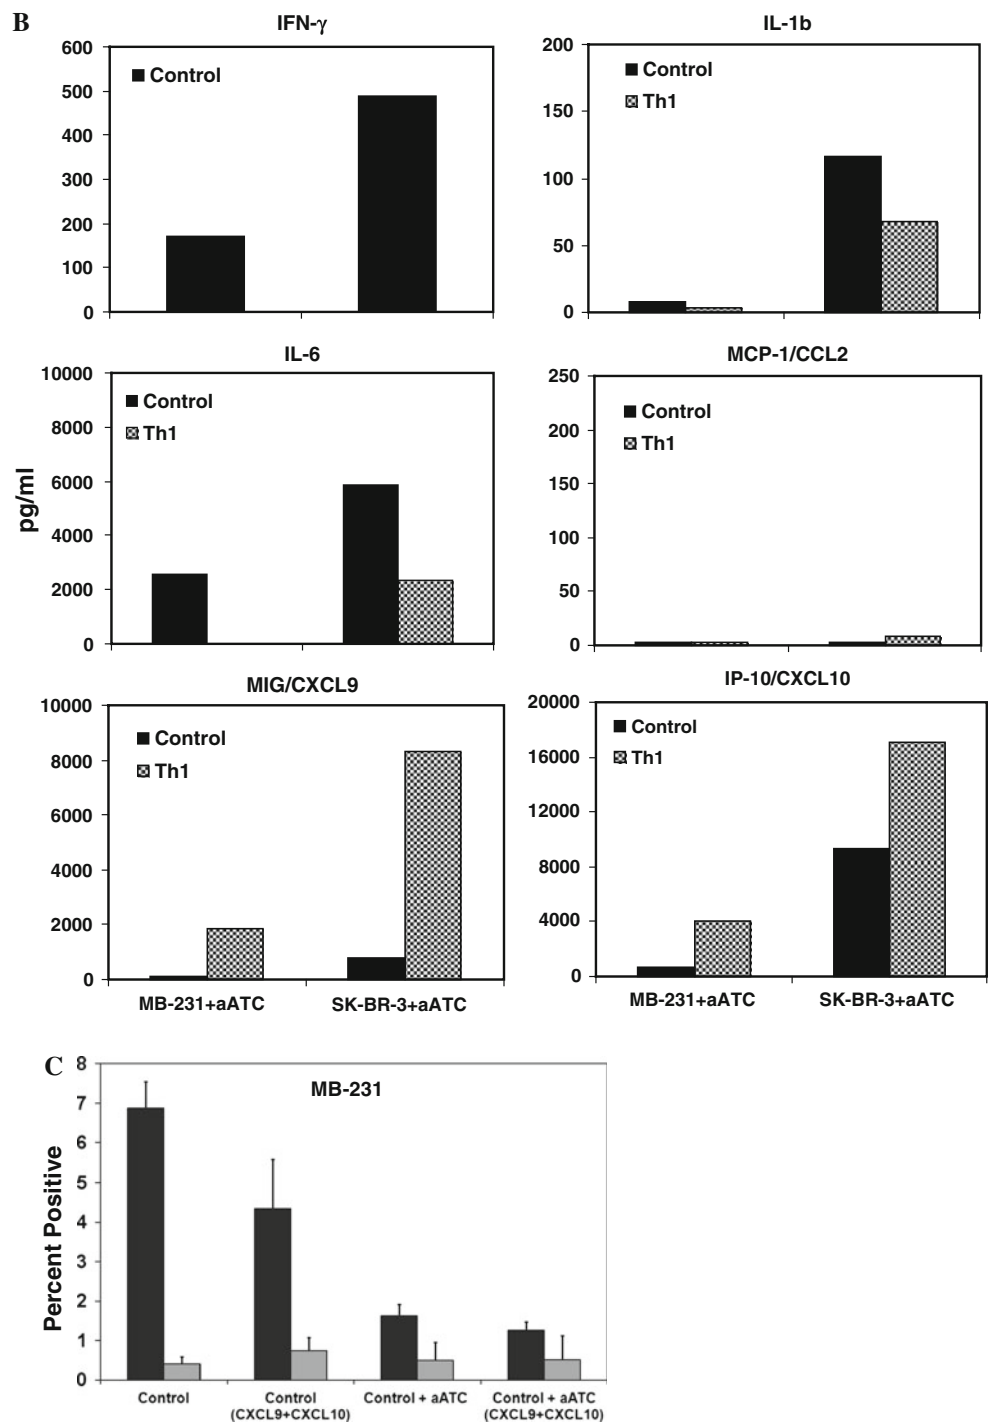 B
IFN-γ
600
500
400
300
200
100
0
Control
IL-1b
200
150
100
50
0
Control
Th1
pg/ml
IL-6
10000
8000
6000
4000
2000
0
Control
Th1
MCP-1/CCL2
250
200
150
100
50
0
Control
Th1
MIG/CXCL9
10000
8000
6000
4000
2000
0
Control
Th1
MB-231+aATC
SK-BR-3+aATC
IP-10/CXCL10
20000
16000
12000
8000
4000
0
Control
Th1
MB-231+aATC
SK-BR-3+aATC
C
MB-231
Percent Positive
8
7
6
5
4
3
2
1
0
Control
Control
(CXCL9+CXCL10)
Control + aATC
Control + aATC
(CXCL9+CXCL10)